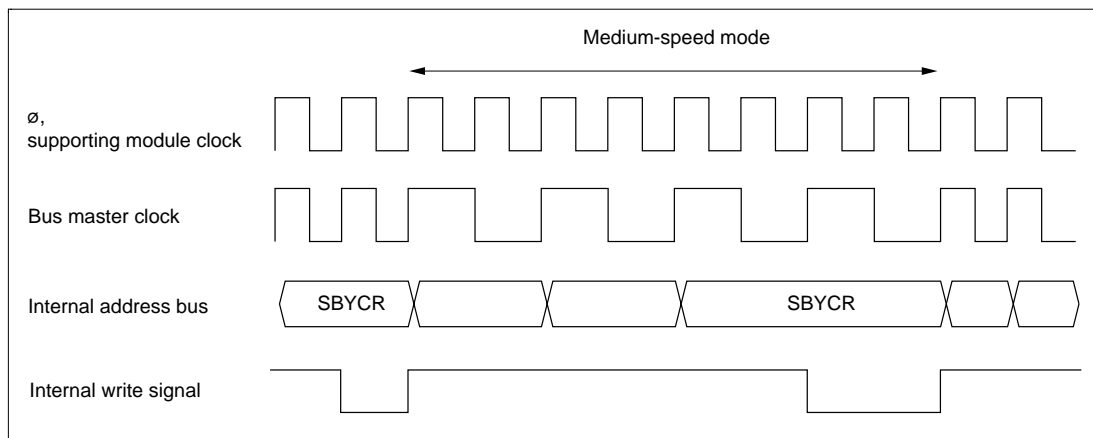 Medium-speed mode
ø,
supporting module clock
Bus master clock
Internal address bus
SBYCR
SBYCR
Internal write signal